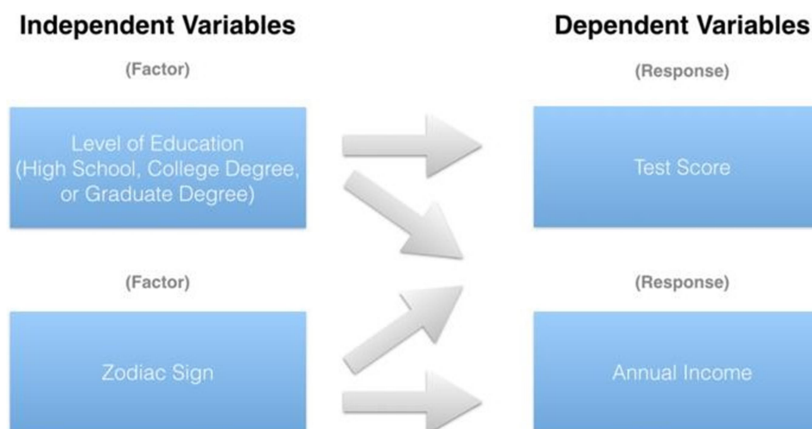 Independent Variables
(Factor)
Level of Education
(High School, College Degree,
or Graduate Degree)
(Factor)
Zodiac Sign
Dependent Variables
(Response)
Test Score
(Response)
Annual Income